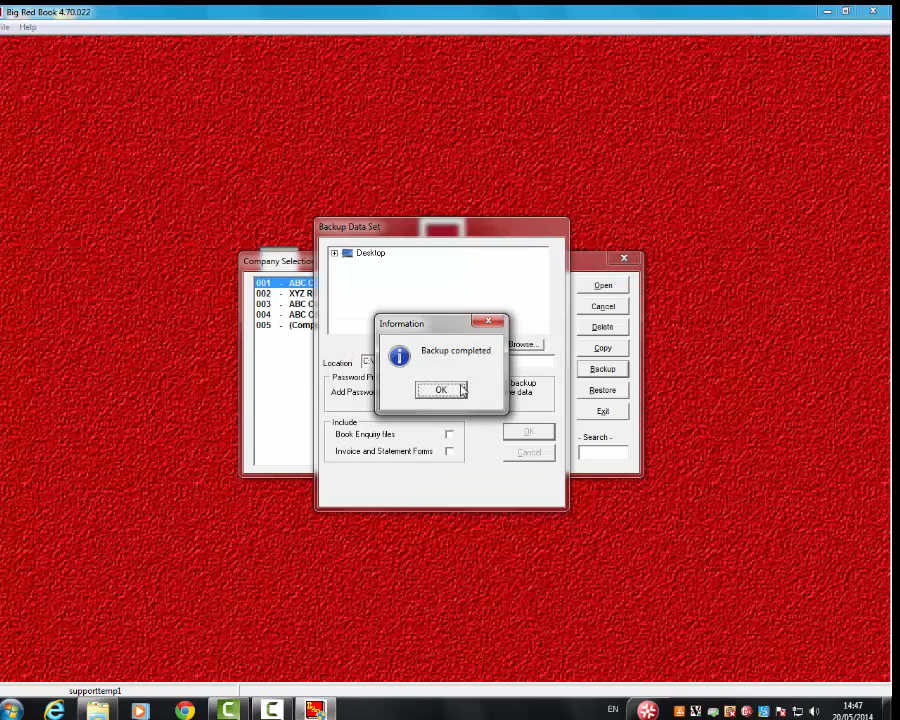 Big Red Book 4.70.022
File Help
Backup Data Set
Desktop
Company Selection
001 - ABC
002 - XYZ R
003 - ABC
004 - ABC
005 - (Comp
Open
Cancel
Delete
Copy
Backup
Restore
Exit
- Search -
Information
Backup completed
OK
Browse...
Location C:\
Password Pr
Add Passwor
backup
e data
Include
Book Enquiry files
Invoice and Statement Forms
OK
Cancel
supporttemp1
EN
14:47
20/05/2014